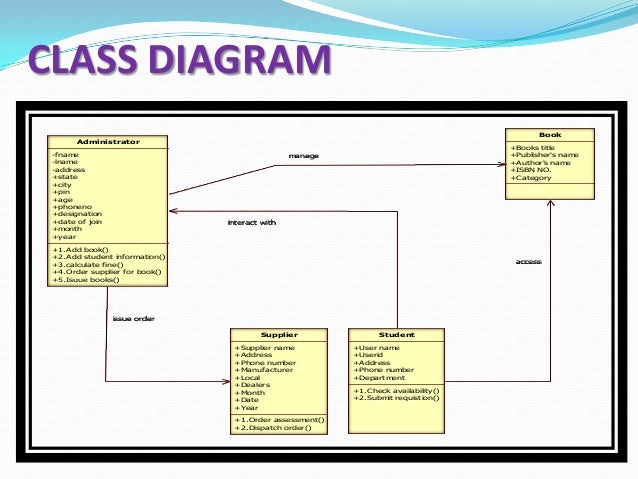 CLASS DIAGRAM
Administrator
-fname
-lname
-address
+state
+city
+pin
+age
+phoneno
+designation
+date of join
+month
+year
+1.Add book()
+2.Add student information()
+3.calculate fine()
+4.Order supplier for book()
+5.Isuue books()
manage
Book
+Books title
+Publisher's name
+Author's name
+ISBN NO.
+Category
interact with
access
issue order
Supplier
+Supplier name
+Address
+Phone number
+Manufacturer
+Local
+Dealers
+Month
+Date
+Year
+1.Order assessment()
+2.Dispatch order()
Student
+User name
+Userid
+Address
+Phone number
+Department
+1.Check availability()
+2.Submit requistion()